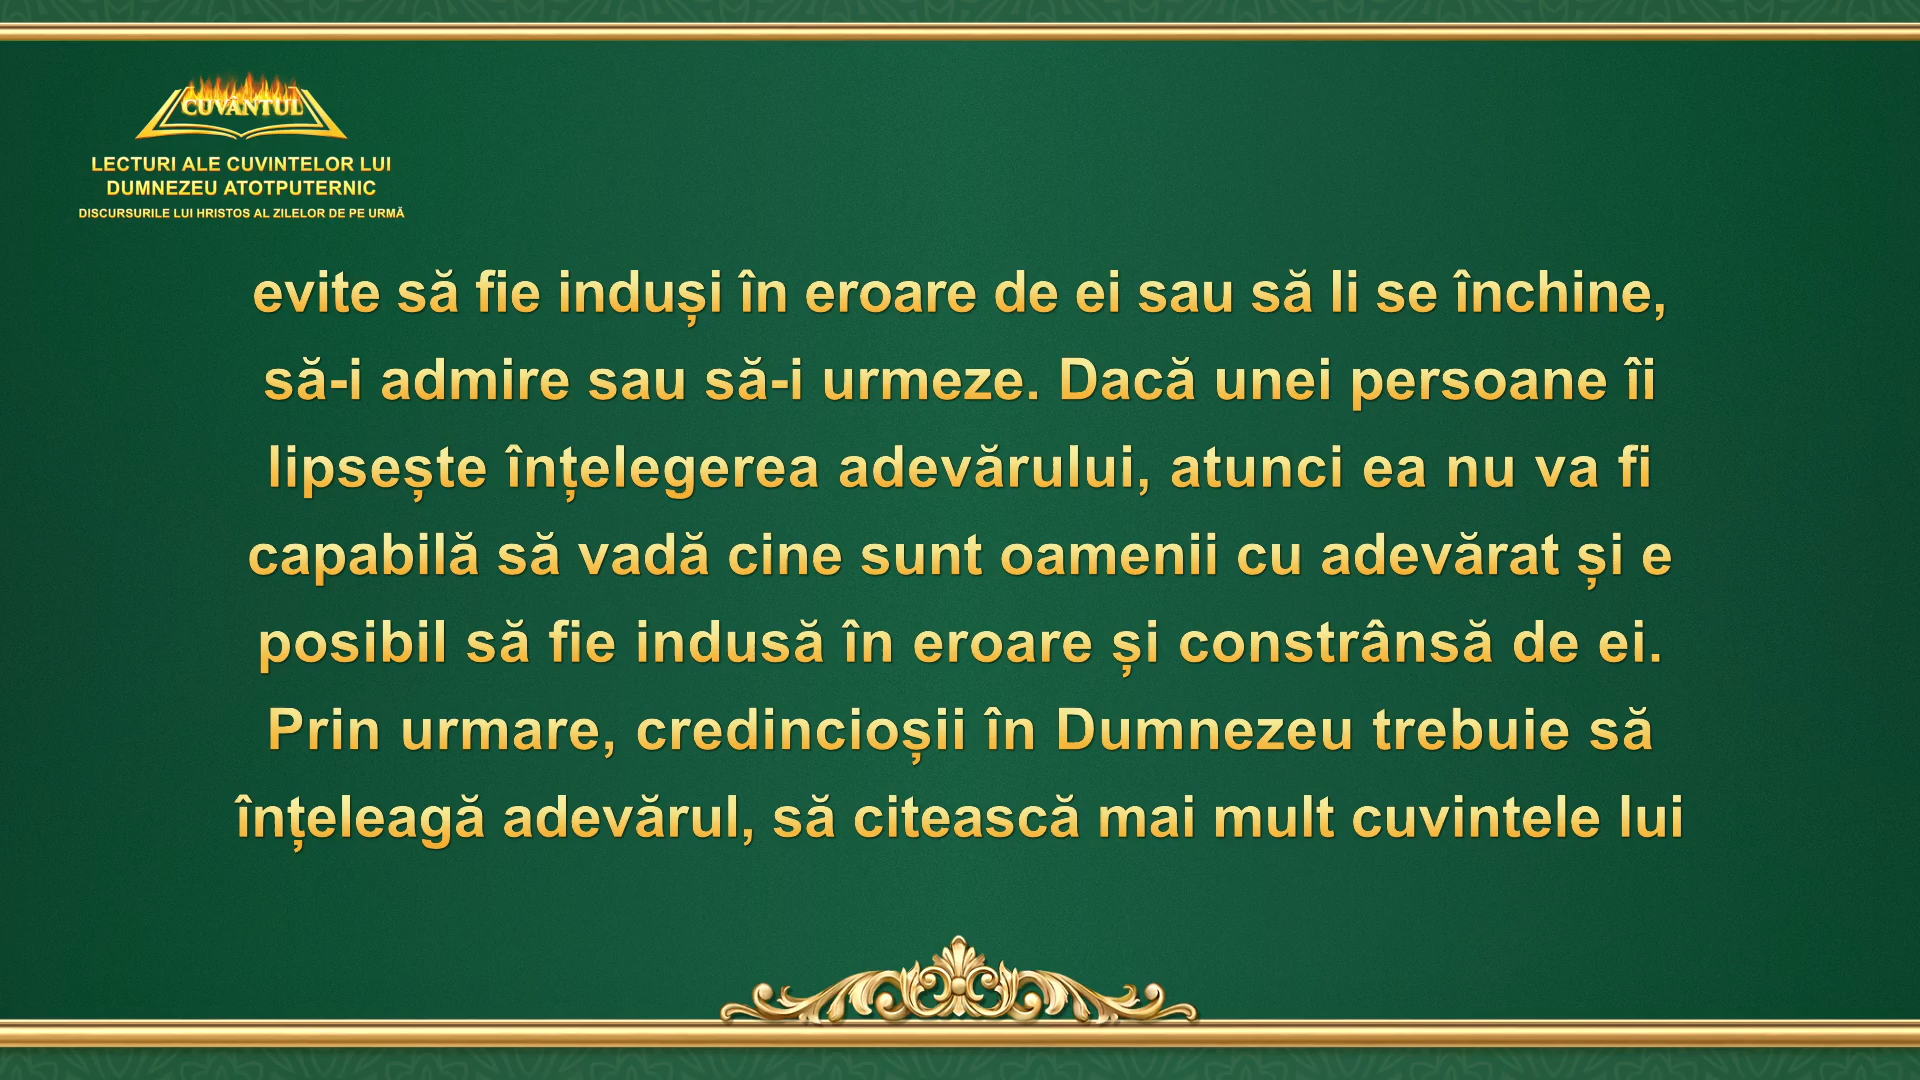 CUVÂNTUL
LECTURI ALE CUVINTELOR LUI
DUMNEZEU ATOTPUTERNIC
DISCURSURILE LUI HRISTOS AL ZILELOR DE PE URMĂ
evite să fie induși în eroare de ei sau să li se închine,
să-i admire sau să-i urmeze. Dacă unei persoane îi
lipsește înțelegerea adevărului, atunci ea nu va fi
capabilă să vadă cine sunt oamenii cu adevărat și e
posibil să fie indusă în eroare și constrânsă de ei.
Prin urmare, credincioșii în Dumnezeu trebuie să
înțeleagă adevărul, să citească mai mult cuvintele lui